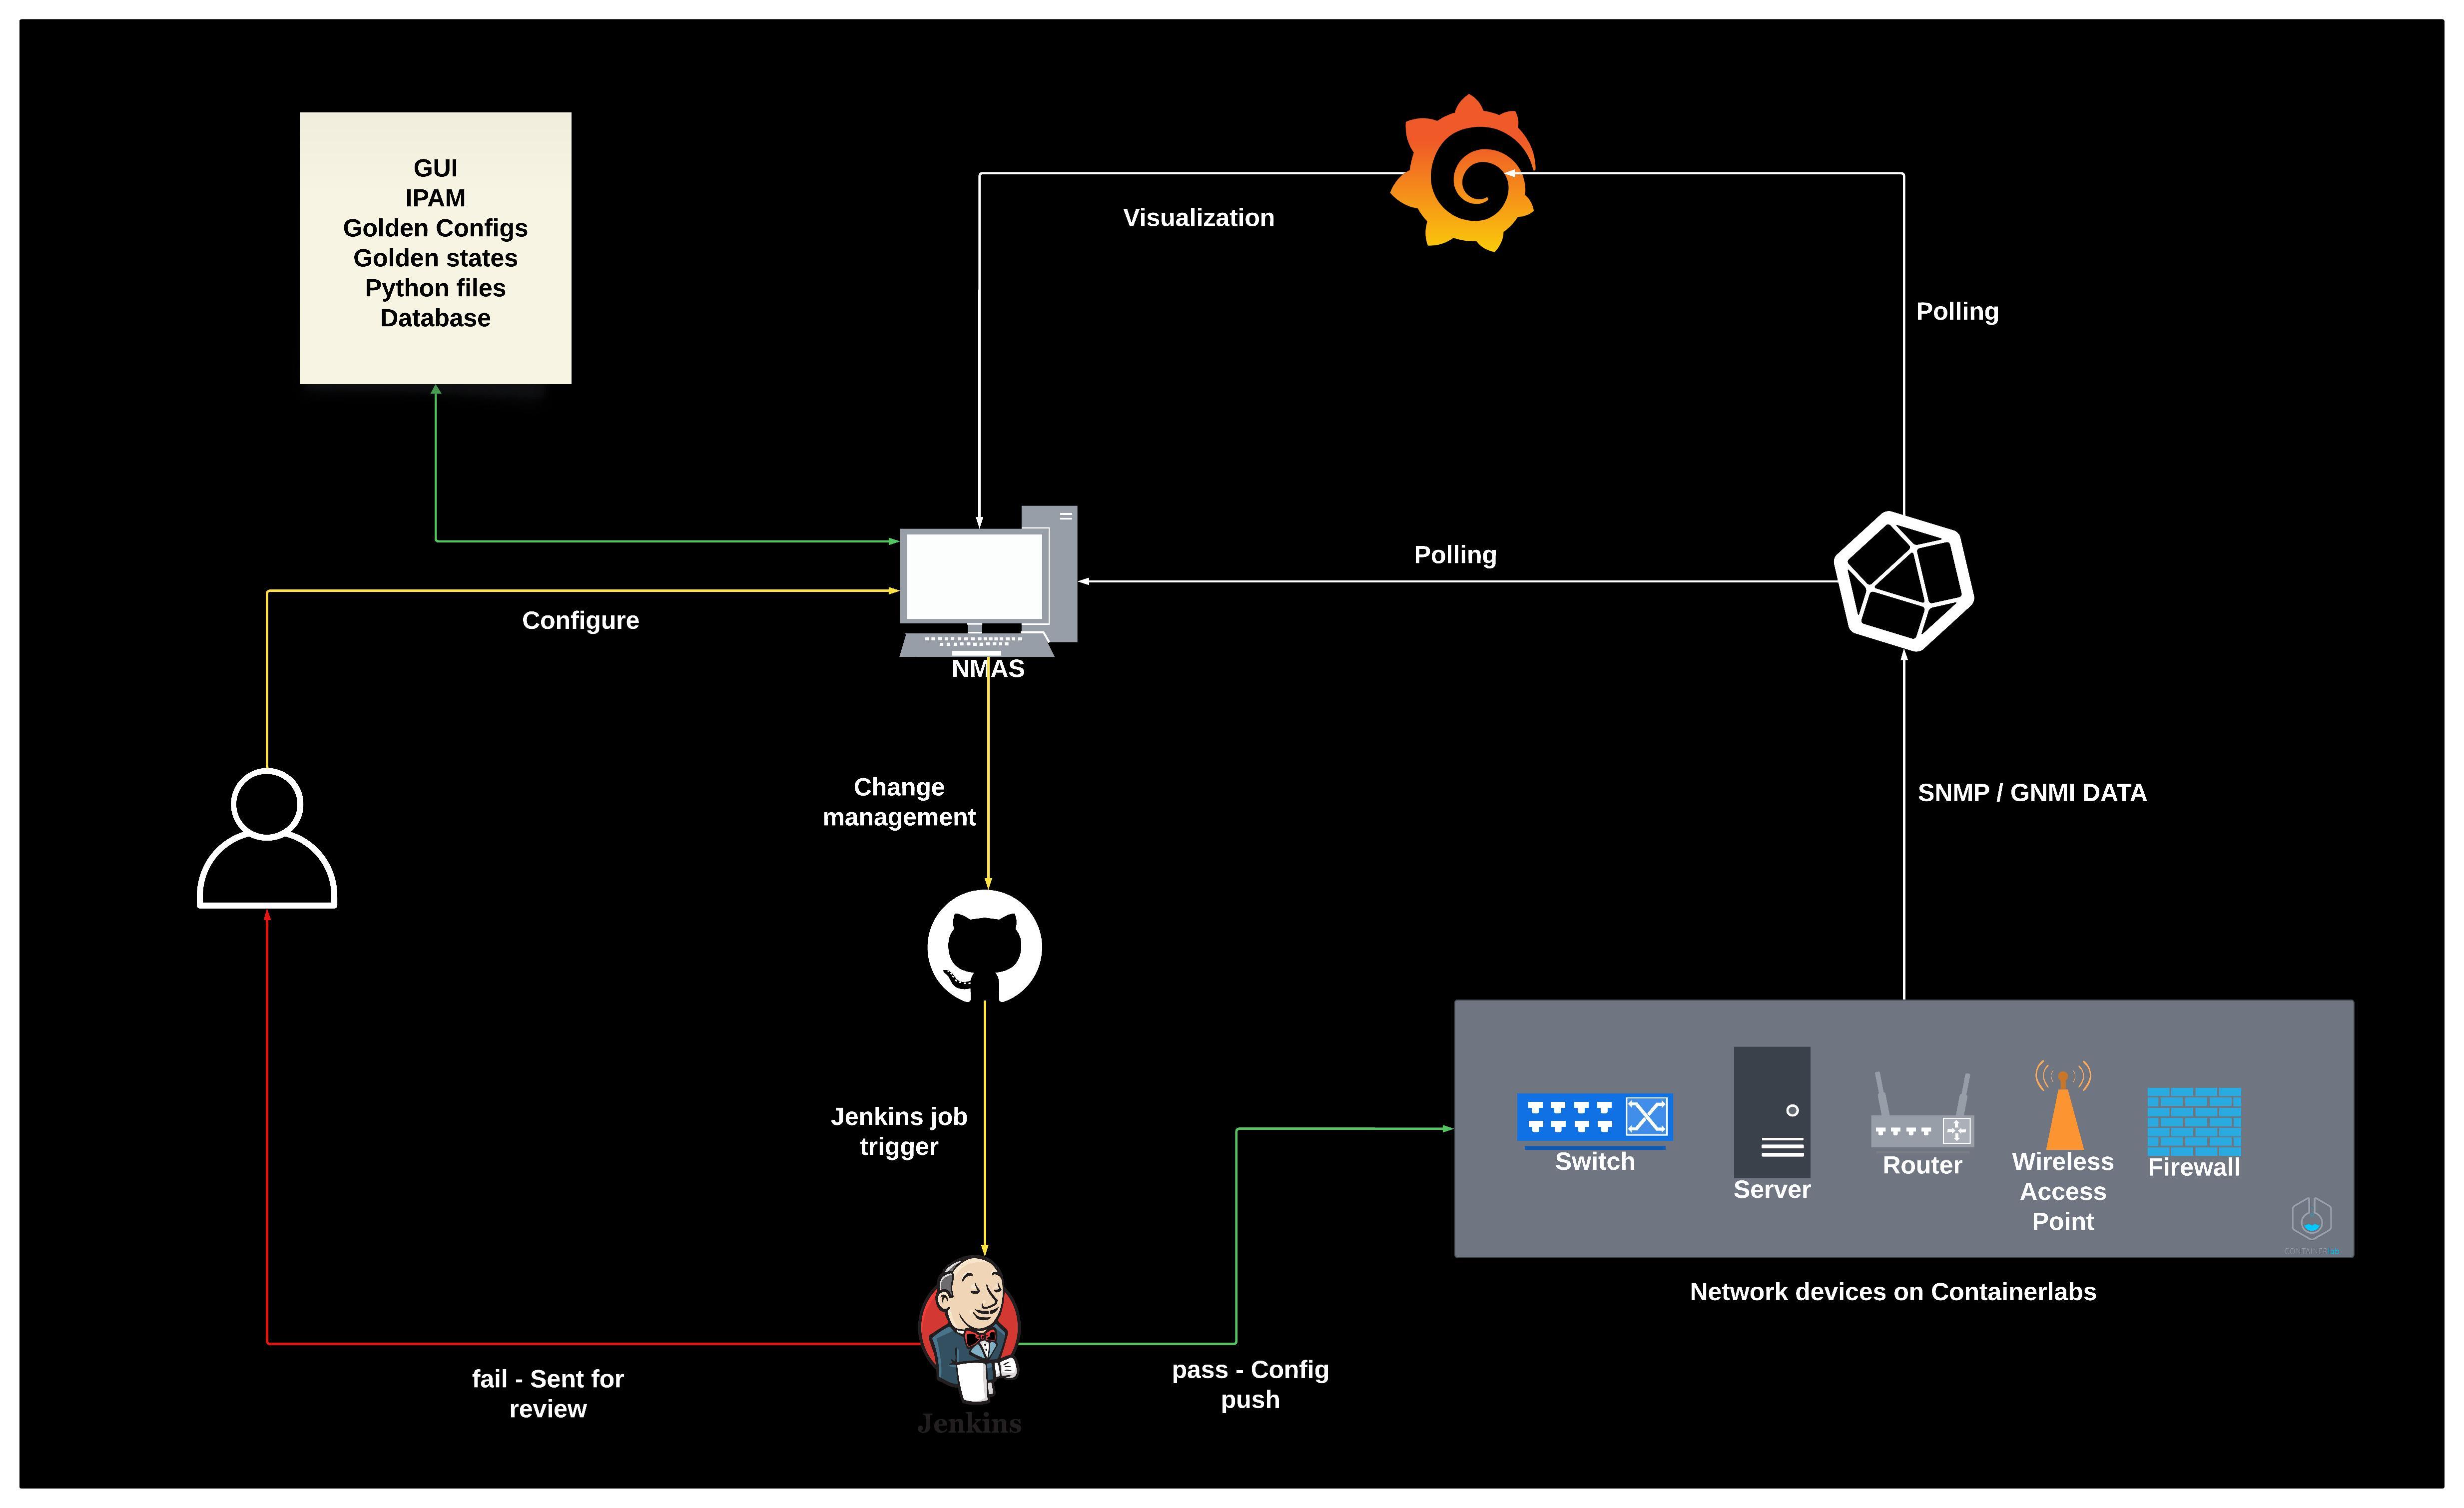 GUI
IPAM
Golden Configs
Golden states
Python files
Database
Visualization
Polling
Polling
Configure
NMAS
Change
management
SNMP / GNMI DATA
Jenkins job
trigger
Switch
Server
Router
Wireless
Access
Point
Firewall
CONTAINERlab
Network devices on Containerlabs
fail - Sent for
review
pass - Config
push
Jenkins